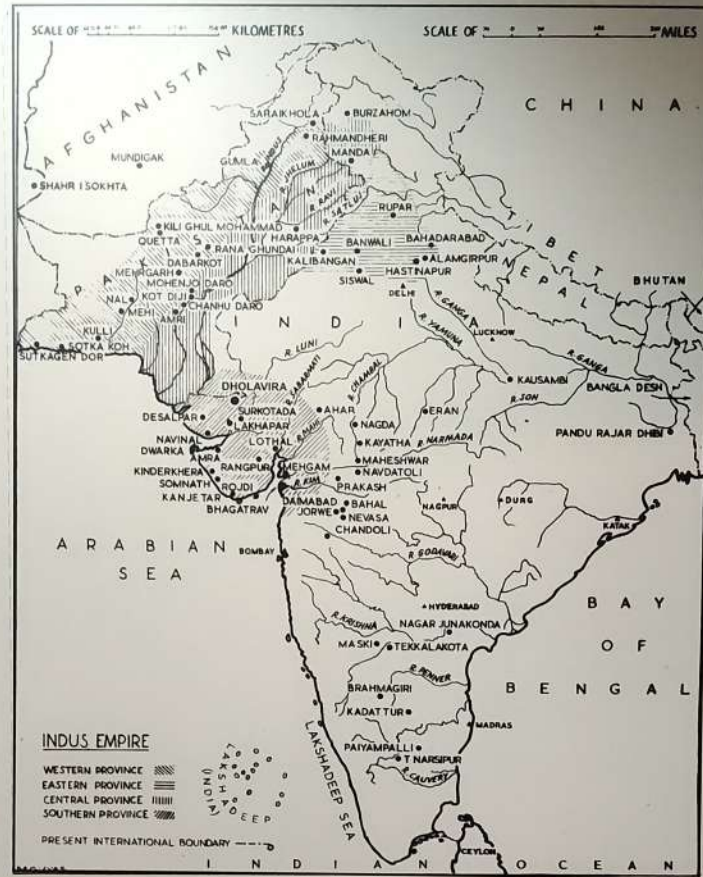 SCALE OF KILOMETRES
SCALE OF MILES
AFGHANISTAN
CHINA
SARAIKHOLA
BURZAHOM
RAHMANDHERI
GUMLA
MANDA
MUNDIGAK
SHAHR I SOKHTA
R. JHELUM
R. RAVI
R. SATLUJ
RUPAR
KILI GHUL MOHAMMAD
HARAPPA
QUETTA
RANA GHUNDAI
BANWALI
BAHADARABAD
TIBET
DABARKOT
KALIBANGAN
ALAMGIRPUR
MEHRGARH
HASTINAPUR
NEPAL
PAKISTAN
MOHENJO DARO
SISWAL
DELHI
BHUTAN
NAL
KOT DIJI
CHANHU DARO
R. GANGA
MEHI
AMRI
INDIA
R. YAMUNA
LUCKNOW
KULLI
R. LUNI
R. GANGA
SOTKA KOH
SUTKAGEN DOR
R. SABARMATI
R. CHAMBAL
KAUSAMBI
BANGLA DESH
DHOLAVIRA
R. SON
DESALPAR
SURKOTADA
AHAR
ERAN
LAKHAPAR
R. MAHI
NAGDA
PANDU RAJAR DHIBI
NAVINAL
LOTHAL
KAYATHA
R. NARMADA
DWARKA
AMRA
RANGPUR
MEHGAM
MAHESHWAR
KINDERKHERA
NAVDATOLI
SOMNATH
ROJDI
R. KIM
PRAKASH
KANJETAR
DAIMABAD
BAHAL
NAGPUR
DURG
BHAGATRAV
JORWE
NEVASA
KATAK
CHANDOLI
ARABIAN
SEA
BOMBAY
R. GODAVARI
HYDERABAD
BAY
OF
BENGAL
R. KRISHNA
NAGARJUNAKONDA
MASKI
TEKKALAKOTA
R. PENNER
BRAHMAGIRI
KADATTUR
MADRAS
PAIYAMPALLI
T NARSIPUR
R. CAUVERY
INDUS EMPIRE
WESTERN PROVINCE
EASTERN PROVINCE
CENTRAL PROVINCE
SOUTHERN PROVINCE
PRESENT INTERNATIONAL BOUNDARY
LAKSHADEEP
(INDIA)
LAKSHADEEP SEA
CEYLON
INDIAN OCEAN